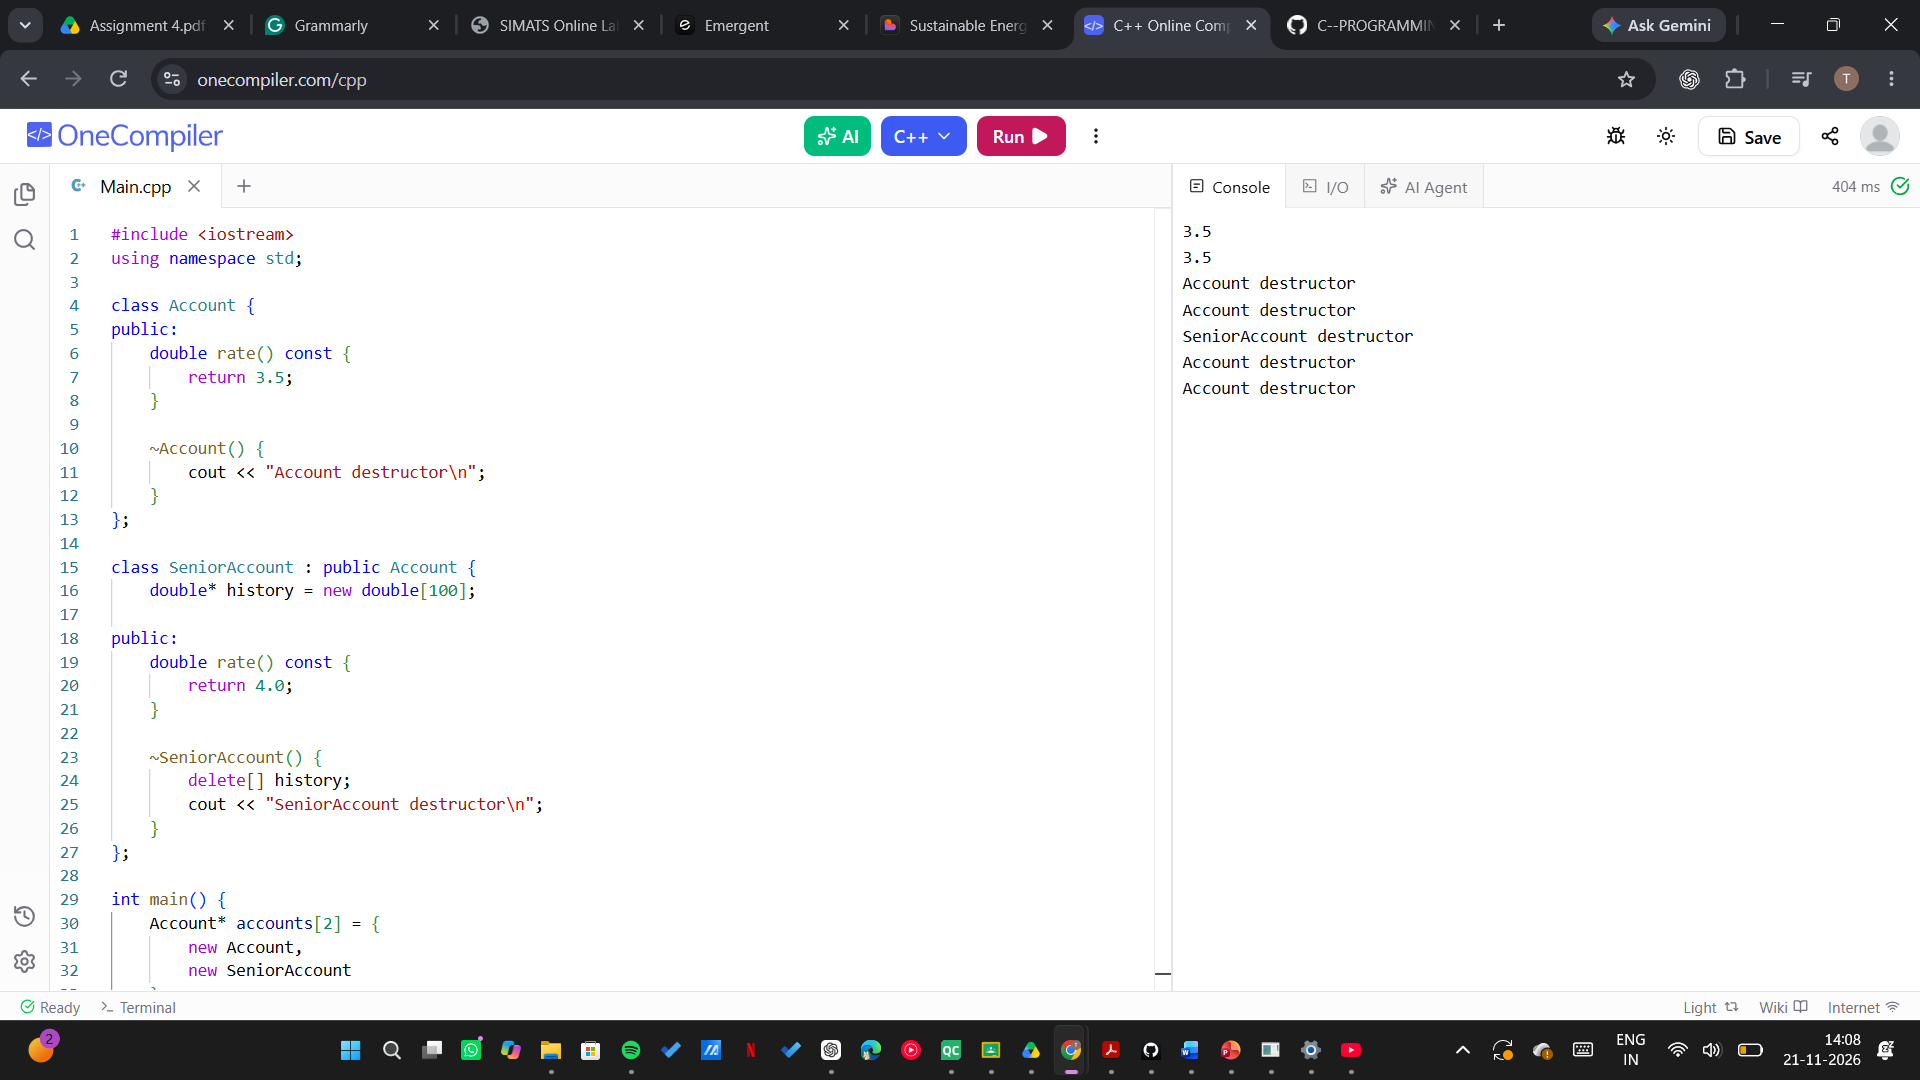 Assignment 4.pdf
Grammarly
SIMATS Online La
Emergent
Sustainable Energ
C++ Online Comp
C--PROGRAMMIN
Ask Gemini
onecompiler.com/cpp
T
</> OneCompiler
AI
C++
Run
Save
Main.cpp
Console
I/O
AI Agent
404 ms
1 #include <iostream>
2 using namespace std;
3
4 class Account {
5 public:
6 double rate() const {
7 return 3.5;
8 }
9
10 ~Account() {
11 cout << "Account destructor\n";
12 }
13 };
14
15 class SeniorAccount : public Account {
16 double* history = new double[100];
17
18 public:
19 double rate() const {
20 return 4.0;
21 }
22
23 ~SeniorAccount() {
24 delete[] history;
25 cout << "SeniorAccount destructor\n";
26 }
27 };
28
29 int main() {
30 Account* accounts[2] = {
31 new Account,
32 new SeniorAccount
3.5
3.5
Account destructor
Account destructor
SeniorAccount destructor
Account destructor
Account destructor
Ready
Terminal
Light
Wiki
Internet
2
QC
ENG
IN
14:08
21-11-2026